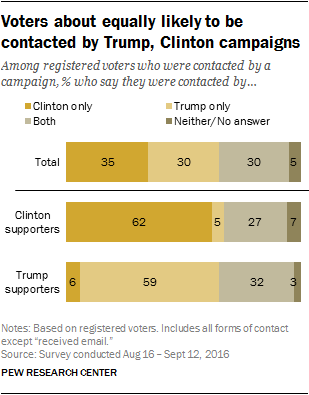 Voters about equally likely to be
contacted by Trump, Clinton campaigns
Among registered voters who were contacted by a
campaign, % who say they were contacted by...
Clinton only Trump only
Both Neither/No answer
Total 35 30 30 5
Clinton
supporters 62 5 27 7
Trump
supporters 6 59 32 3
Notes: Based on registered voters. Includes all forms of contact
except “received email.”
Source: Survey conducted Aug 16 – Sept 12, 2016
PEW RESEARCH CENTER